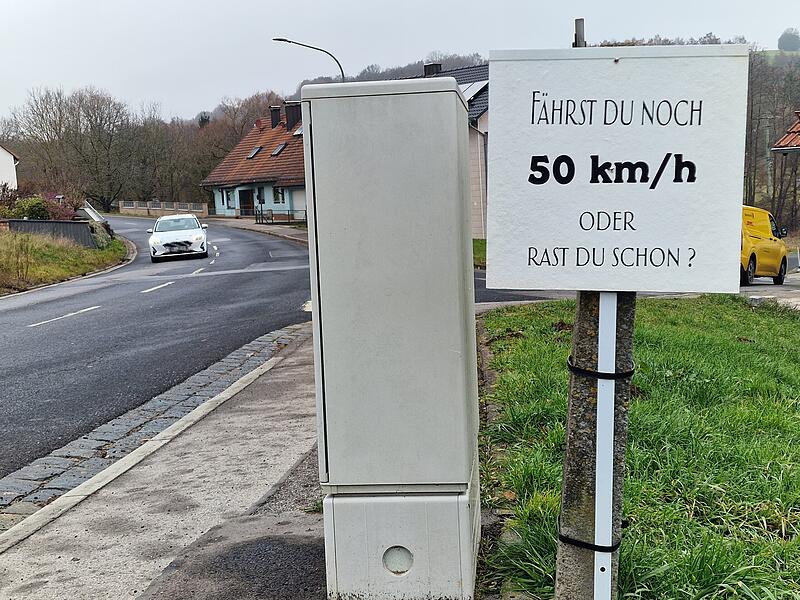 FÄHRST DU NOCH
50 km/h
ODER
RAST DU SCHON ?